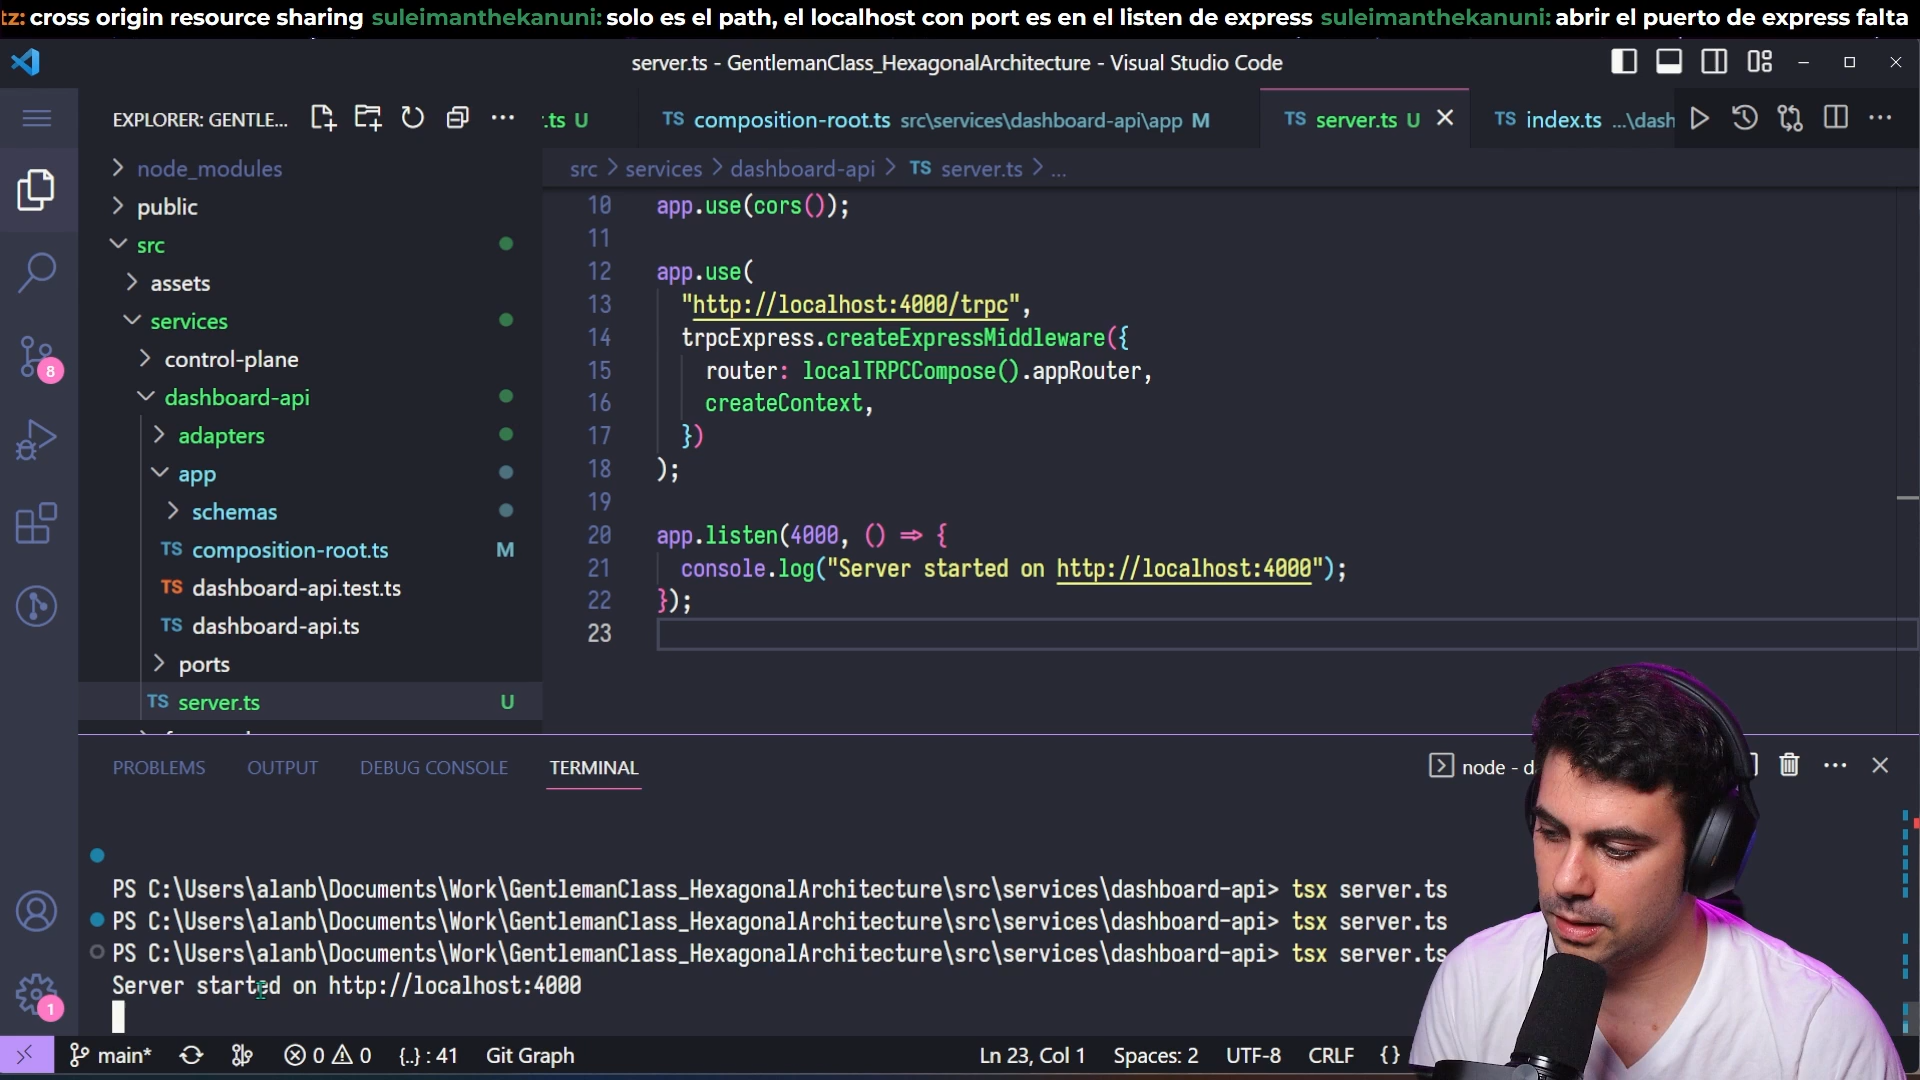 tz: cross origin resource sharing suleimanthekanuni: solo es el path, el localhost con port es en el listen de express suleimanthekanuni: abrir el puerto de express falta
server.ts - GentlemanClass_HexagonalArchitecture - Visual Studio Code
EXPLORER: GENTLE...
.ts U
TS composition-root.ts src\services\dashboard-api\app M
TS server.ts U
TS index.ts ...\dash
src > services > dashboard-api > TS server.ts > ...
node_modules
public
src
assets
services
control-plane
dashboard-api
adapters
app
schemas
TS composition-root.ts M
TS dashboard-api.test.ts
TS dashboard-api.ts
ports
TS server.ts U
8
1
10 app.use(cors());
11
12 app.use(
13 "http://localhost:4000/trpc",
14 trpcExpress.createExpressMiddleware({
15 router: localTRPCCompose().appRouter,
16 createContext,
17 })
18 );
19
20 app.listen(4000, () => {
21 console.log("Server started on http://localhost:4000");
22 });
23
PROBLEMS OUTPUT DEBUG CONSOLE TERMINAL
node - d
PS C:\Users\alanb\Documents\Work\GentlemanClass_HexagonalArchitecture\src\services\dashboard-api> tsx server.ts
PS C:\Users\alanb\Documents\Work\GentlemanClass_HexagonalArchitecture\src\services\dashboard-api> tsx server.ts
PS C:\Users\alanb\Documents\Work\GentlemanClass_HexagonalArchitecture\src\services\dashboard-api> tsx server.ts
Server started on http://localhost:4000
main* 0 0 {..} : 41 Git Graph Ln 23, Col 1 Spaces: 2 UTF-8 CRLF {}